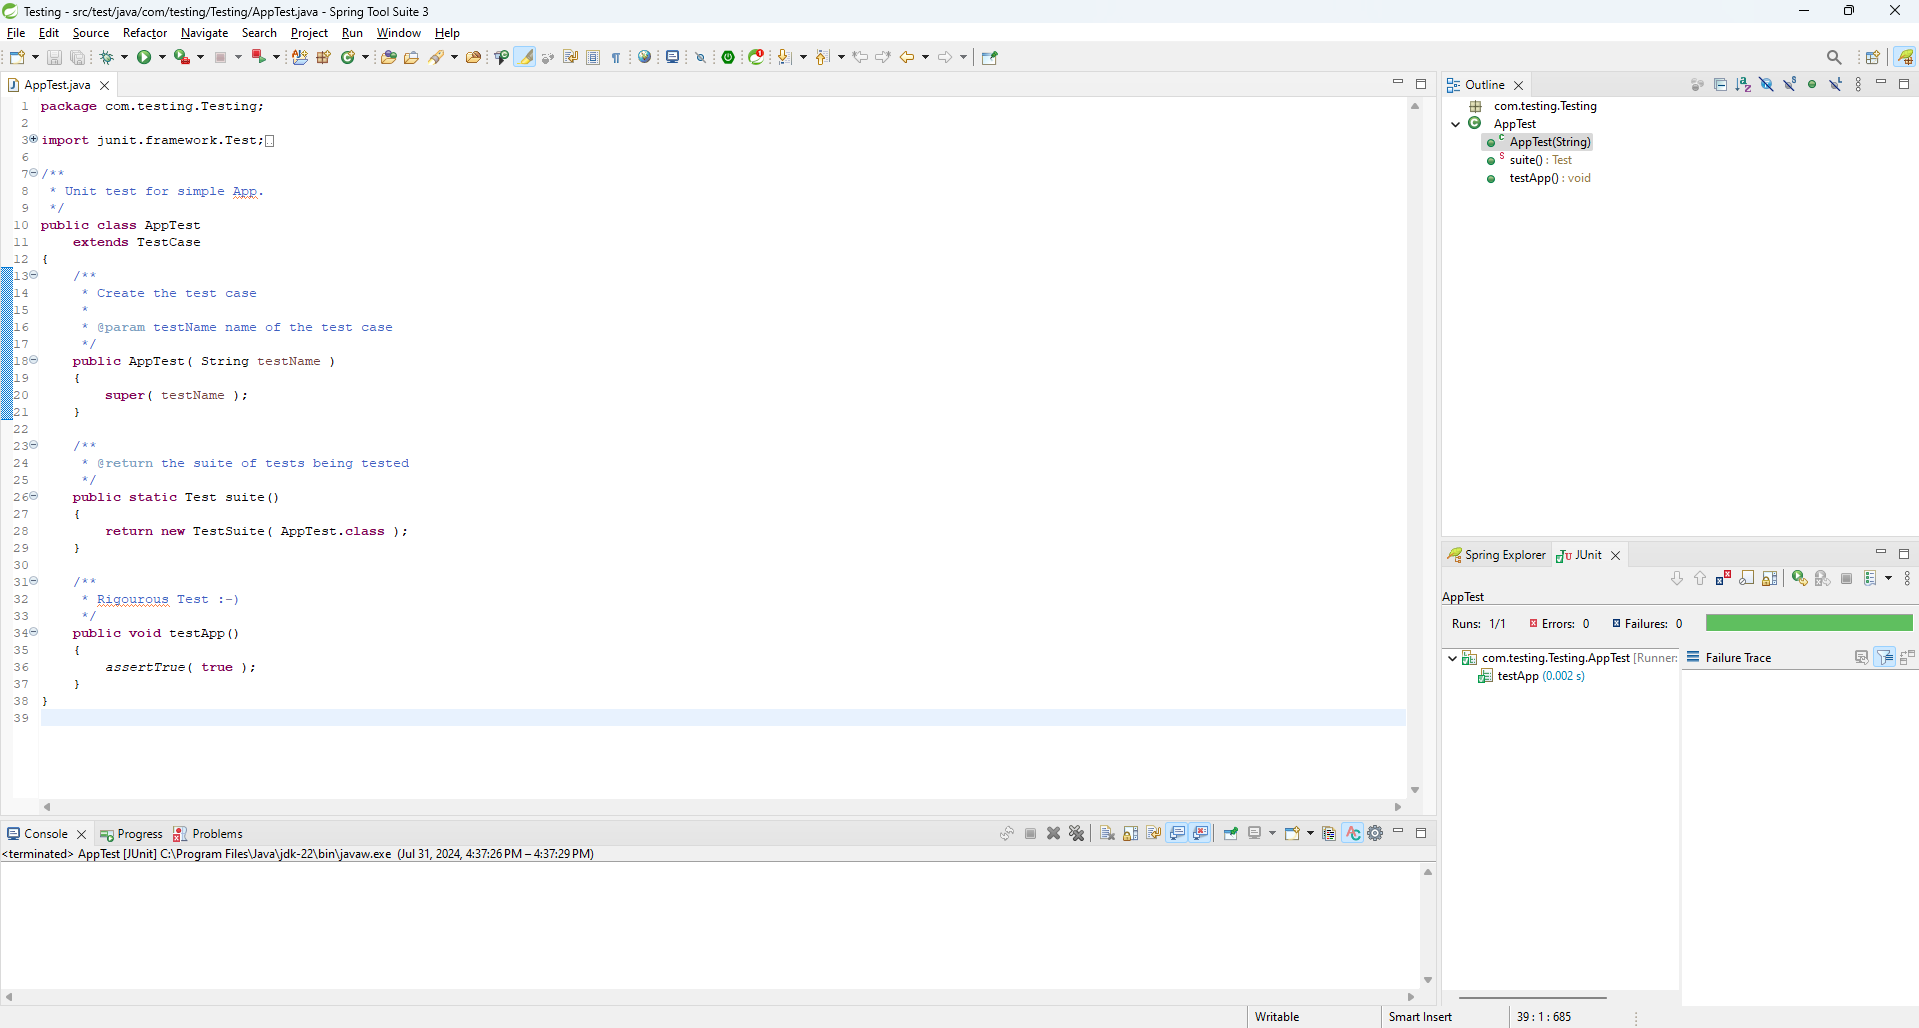 Testing - src/test/java/com/testing/Testing/AppTest.java - Spring Tool Suite 3
File Edit Source Refactor Navigate Search Project Run Window Help
AppTest.java
1 package com.testing.Testing;
2
3 import junit.framework.Test;
6
7 /**
8 * Unit test for simple App.
9 */
10 public class AppTest
11 extends TestCase
12 {
13 /**
14 * Create the test case
15 *
16 * @param testName name of the test case
17 */
18 public AppTest( String testName )
19 {
20 super( testName );
21 }
22
23 /**
24 * @return the suite of tests being tested
25 */
26 public static Test suite()
27 {
28 return new TestSuite( AppTest.class );
29 }
30
31 /**
32 * Rigourous Test :-)
33 */
34 public void testApp()
35 {
36 assertTrue( true );
37 }
38 }
39
Outline
com.testing.Testing
AppTest
AppTest(String)
suite() : Test
testApp() : void
Spring Explorer JUnit
AppTest
Runs: 1/1 Errors: 0 Failures: 0
com.testing.Testing.AppTest [Runner:
testApp (0.002 s)
Failure Trace
Console Progress Problems
<terminated> AppTest [JUnit] C:\Program Files\Java\jdk-22\bin\javaw.exe (Jul 31, 2024, 4:37:26 PM – 4:37:29 PM)
Writable Smart Insert 39 : 1 : 685